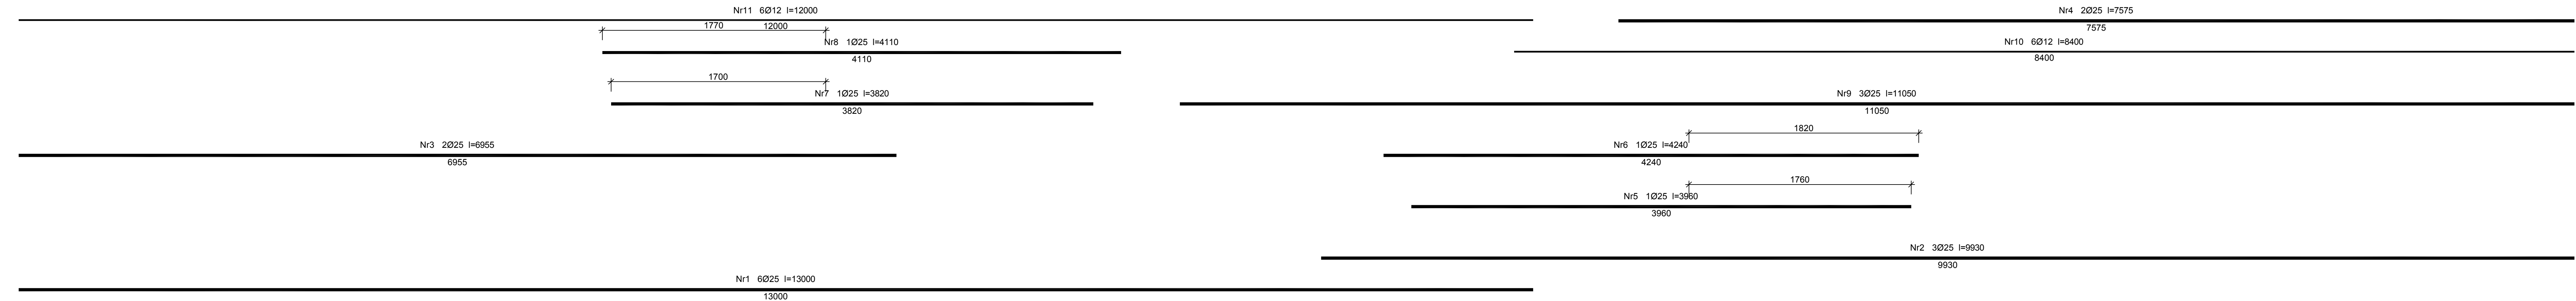 Nr11 6Ø12 l=12000
12000
Nr4 2Ø25 l=7575
7575
1770
Nr8 1Ø25 l=4110
4110
Nr10 6Ø12 l=8400
8400
1700
Nr7 1Ø25 l=3820
3820
Nr9 3Ø25 l=11050
11050
1820
Nr3 2Ø25 l=6955
6955
Nr6 1Ø25 l=4240
4240
1760
Nr5 1Ø25 l=3960
3960
Nr2 3Ø25 l=9930
9930
Nr1 6Ø25 l=13000
13000